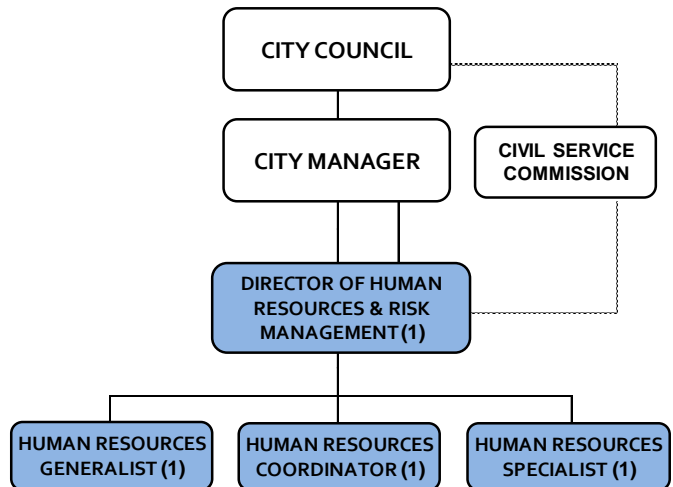 CITY COUNCIL
CITY MANAGER
CIVIL SERVICE
COMMISSION
DIRECTOR OF HUMAN
RESOURCES & RISK
MANAGEMENT (1)
HUMAN RESOURCES
GENERALIST (1)
HUMAN RESOURCES
COORDINATOR (1)
HUMAN RESOURCES
SPECIALIST (1)